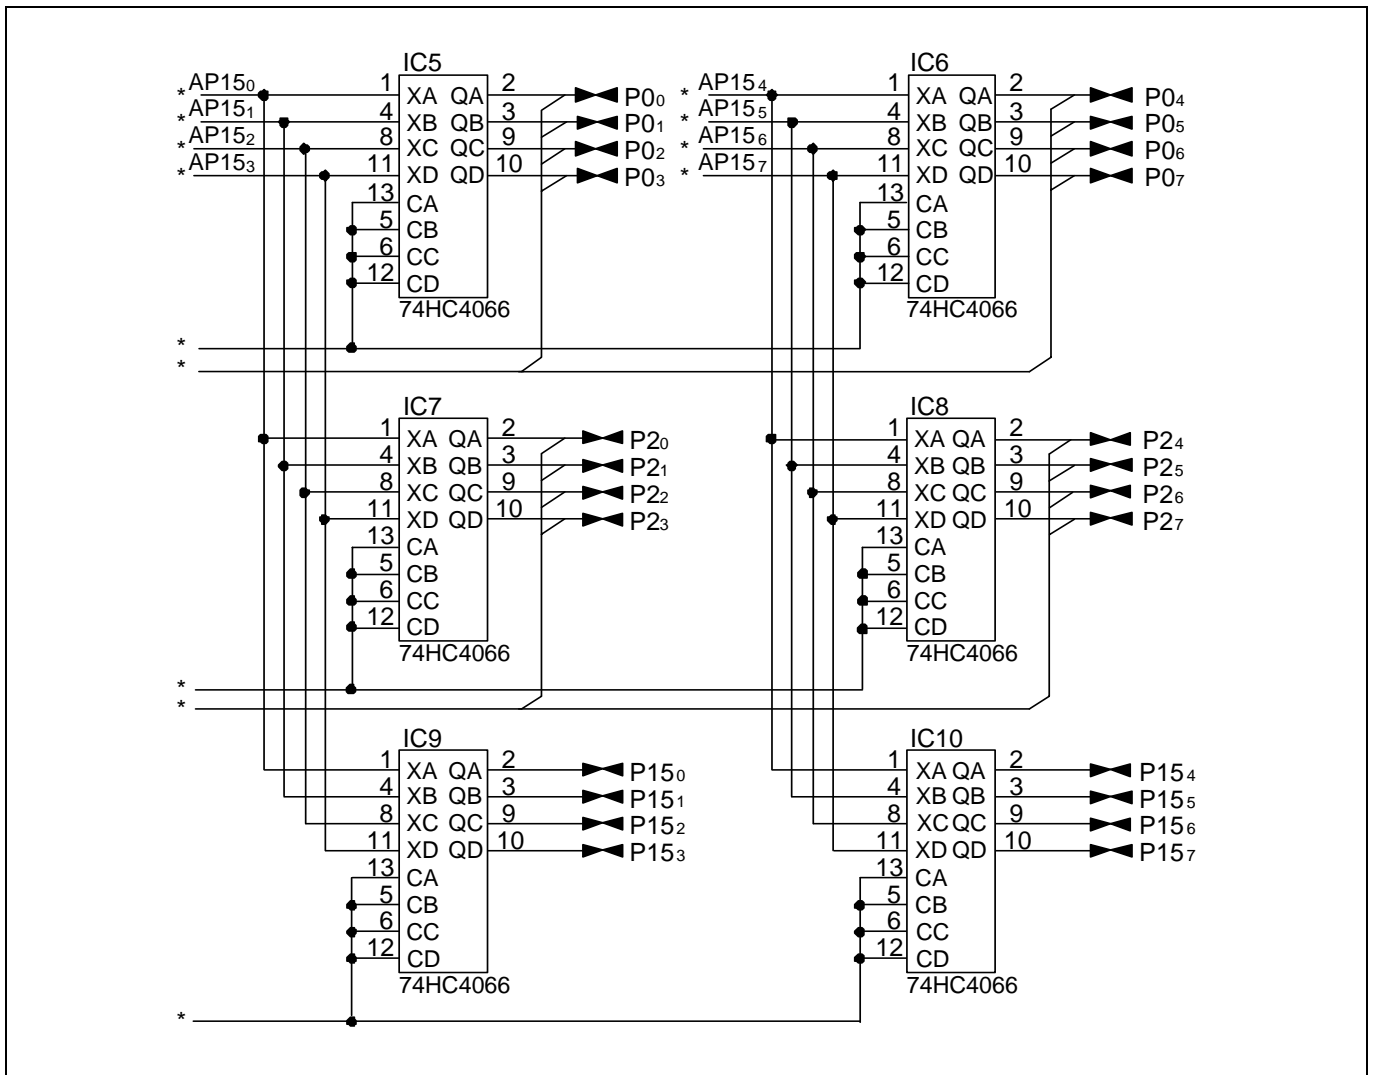 IC5
IC6
* AP15₀ 1 XA QA 2 P0₀
* AP15₁ 4 XB QB 3 P0₁
* AP15₂ 8 XC QC 9 P0₂
* AP15₃ 11 XD QD 10 P0₃
13 CA
5 CB
6 CC
12 CD
74HC4066
* AP15₄ 1 XA QA 2 P0₄
* AP15₅ 4 XB QB 3 P0₅
* AP15₆ 8 XC QC 9 P0₆
* AP15₇ 11 XD QD 10 P0₇
13 CA
5 CB
6 CC
12 CD
74HC4066
*
*
IC7
1 XA QA 2 P2₀
4 XB QB 3 P2₁
8 XC QC 9 P2₂
11 XD QD 10 P2₃
13 CA
5 CB
6 CC
12 CD
74HC4066
IC8
1 XA QA 2 P2₄
4 XB QB 3 P2₅
8 XC QC 9 P2₆
11 XD QD 10 P2₇
13 CA
5 CB
6 CC
12 CD
74HC4066
*
*
IC9
1 XA QA 2 P15₀
4 XB QB 3 P15₁
8 XC QC 9 P15₂
11 XD QD 10 P15₃
13 CA
5 CB
6 CC
12 CD
74HC4066
IC10
1 XA QA 2 P15₄
4 XB QB 3 P15₅
8 XC QC 9 P15₆
11 XD QD 10 P15₇
13 CA
5 CB
6 CC
12 CD
74HC4066
*